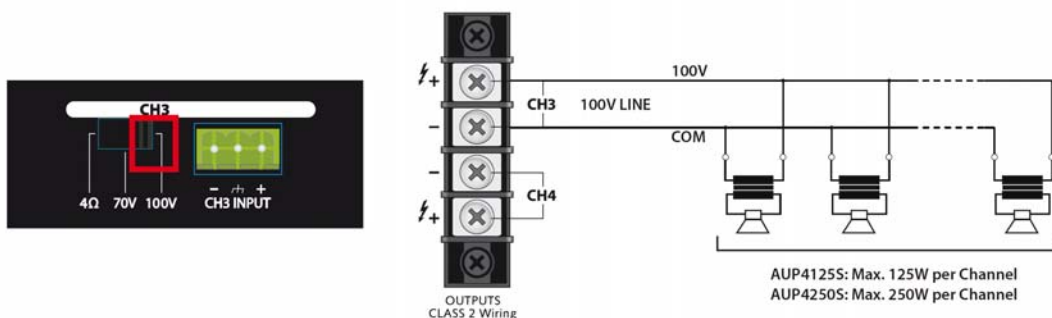 CH3
4Ω 70V 100V
− +
CH3 INPUT
+
−
−
+
CH3
CH4
100V
100V LINE
COM
OUTPUTS
CLASS 2 Wiring
AUP4125S: Max. 125W per Channel
AUP4250S: Max. 250W per Channel